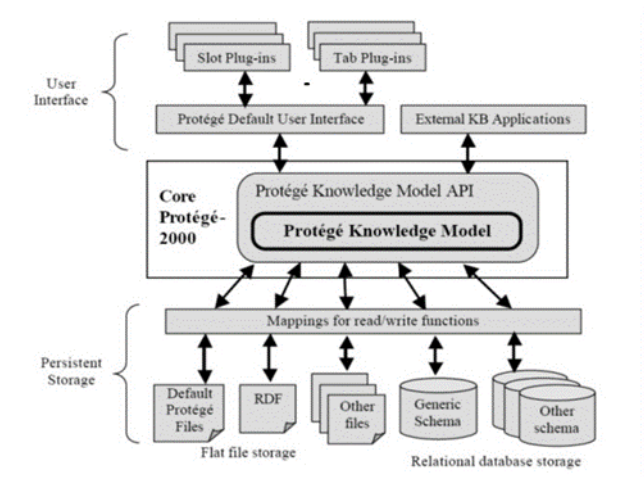 Slot Plug-ins
Tab Plug-ins
User
Interface
Protégé Default User Interface
External KB Applications
Core
Protégé-
2000
Protégé Knowledge Model API
Protégé Knowledge Model
Mappings for read/write functions
Persistent
Storage
Default
Protégé
Files
RDF
Other
files
Generic
Schema
Other
schema
Flat file storage
Relational database storage